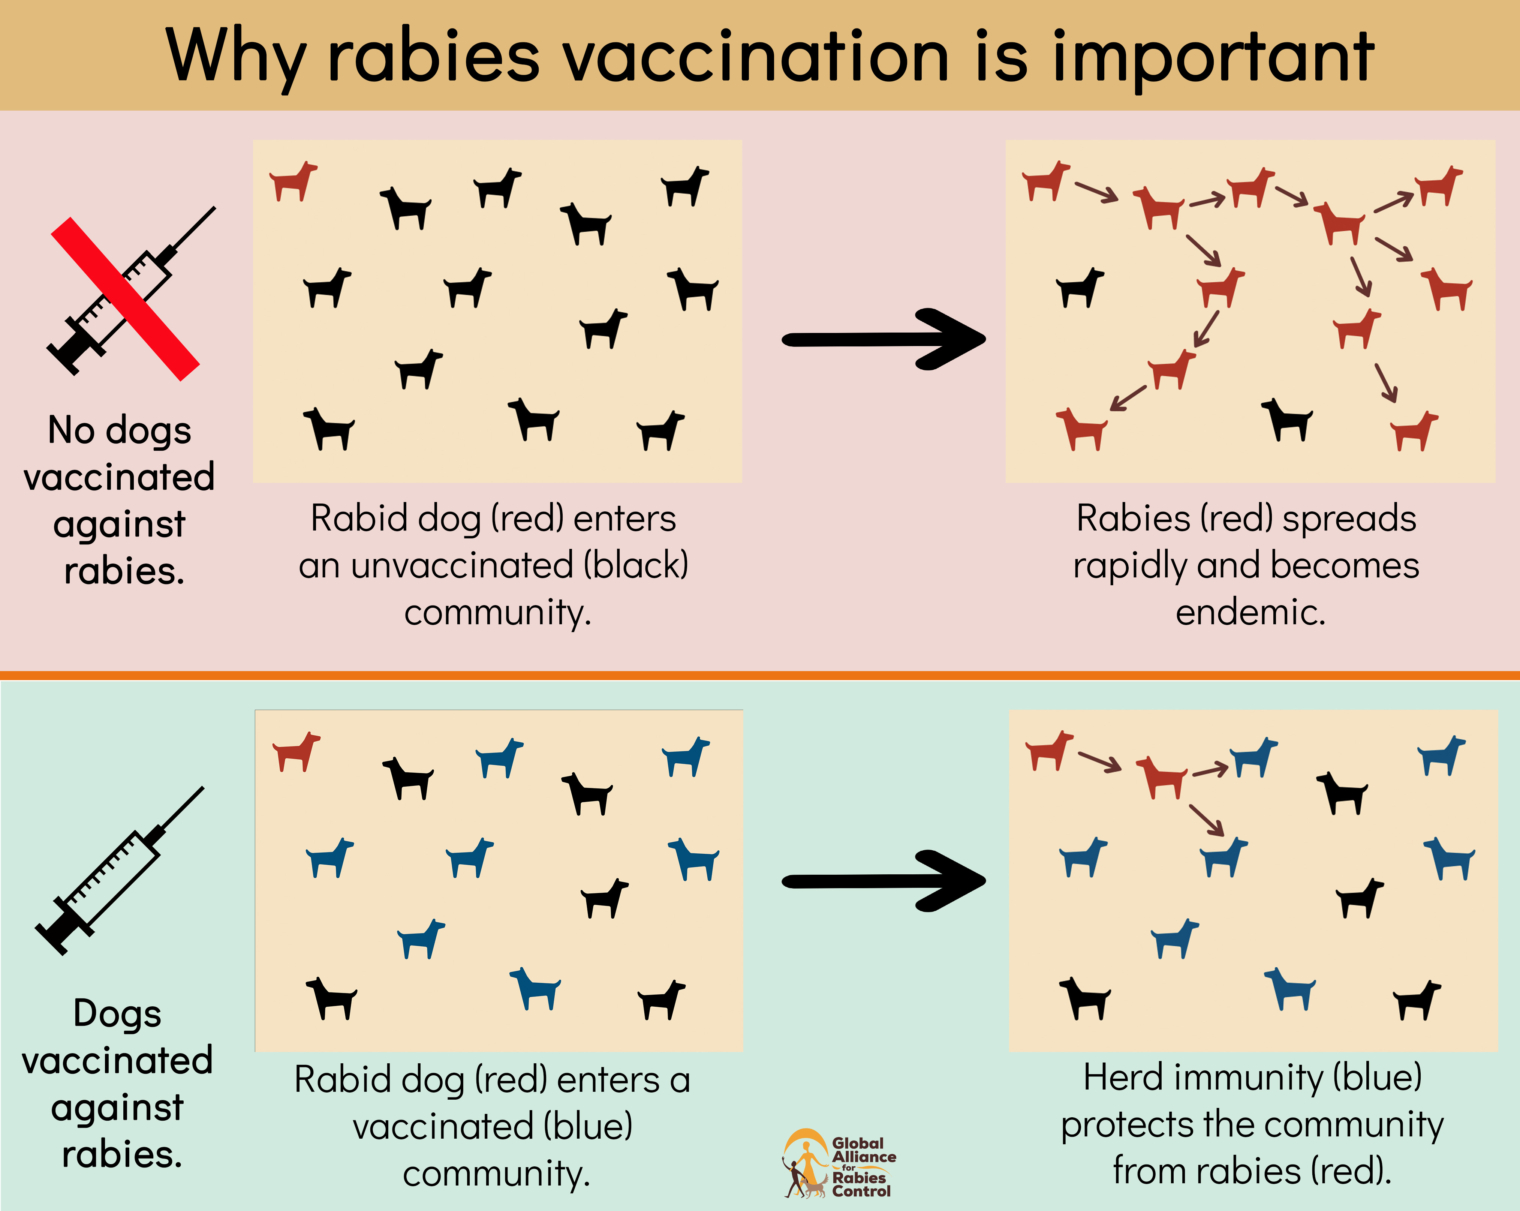 Why rabies vaccination is important
No dogs
vaccinated
against
rabies.
Rabid dog (red) enters
an unvaccinated (black)
community.
Rabies (red) spreads
rapidly and becomes
endemic.
Dogs
vaccinated
against
rabies.
Rabid dog (red) enters a
vaccinated (blue)
community.
Herd immunity (blue)
protects the community
from rabies (red).
Global
Alliance
for
Rabies
Control